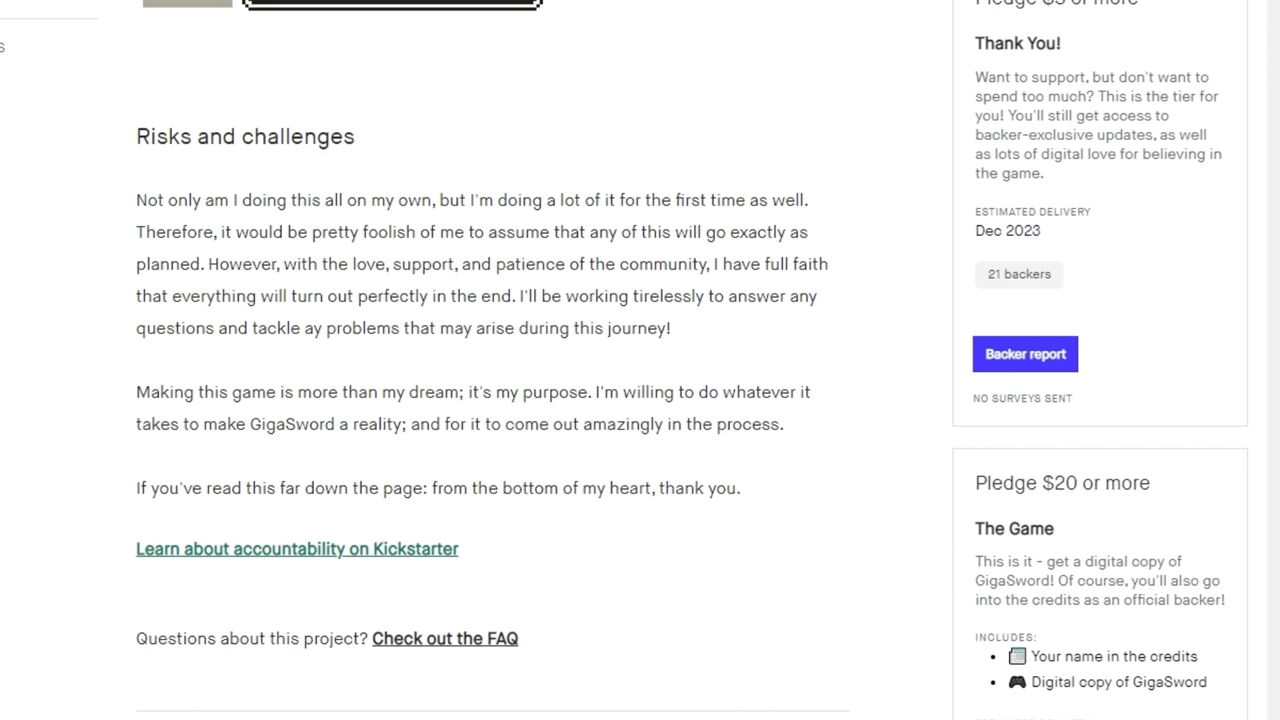 Risks and challenges
Not only am I doing this all on my own, but I'm doing a lot of it for the first time as well.
Therefore, it would be pretty foolish of me to assume that any of this will go exactly as
planned. However, with the love, support, and patience of the community, I have full faith
that everything will turn out perfectly in the end. I'll be working tirelessly to answer any
questions and tackle ay problems that may arise during this journey!
Making this game is more than my dream; it's my purpose. I'm willing to do whatever it
takes to make GigaSword a reality; and for it to come out amazingly in the process.
If you've read this far down the page: from the bottom of my heart, thank you.
Learn about accountability on Kickstarter
Questions about this project? Check out the FAQ
Thank You!
Want to support, but don't want to
spend too much? This is the tier for
you! You'll still get access to
backer-exclusive updates, as well
as lots of digital love for believing in
the game.
ESTIMATED DELIVERY
Dec 2023
21 backers
Backer report
NO SURVEYS SENT
Pledge $20 or more
The Game
This is it - get a digital copy of
GigaSword! Of course, you'll also go
into the credits as an official backer!
INCLUDES:
Your name in the credits
Digital copy of GigaSword